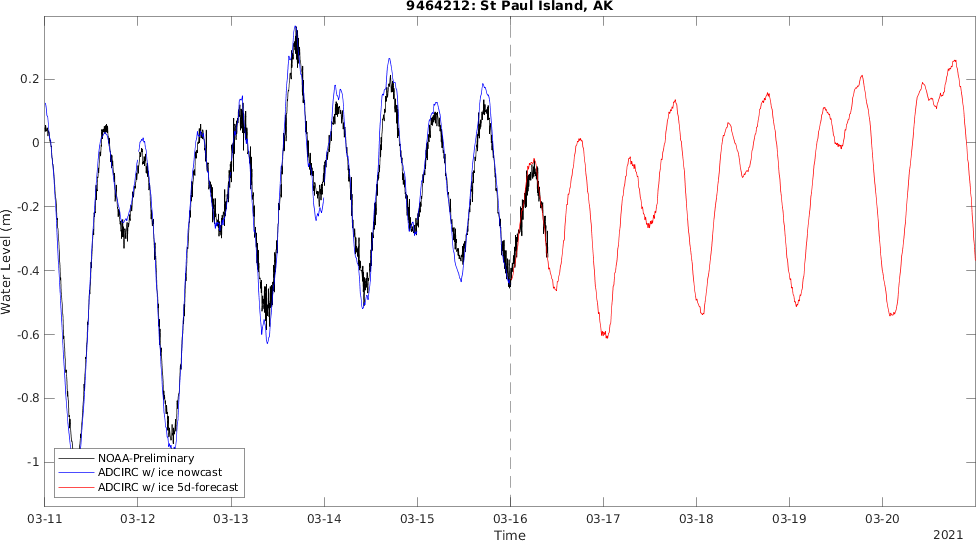 9464212: St Paul Island, AK
0.2
0
-0.2
-0.4
-0.6
-0.8
-1
Water Level (m)
NOAA-Preliminary
ADCIRC w/ ice nowcast
ADCIRC w/ ice 5d-forecast
03-11 03-12 03-13 03-14 03-15 03-16 03-17 03-18 03-19 03-20
Time
2021